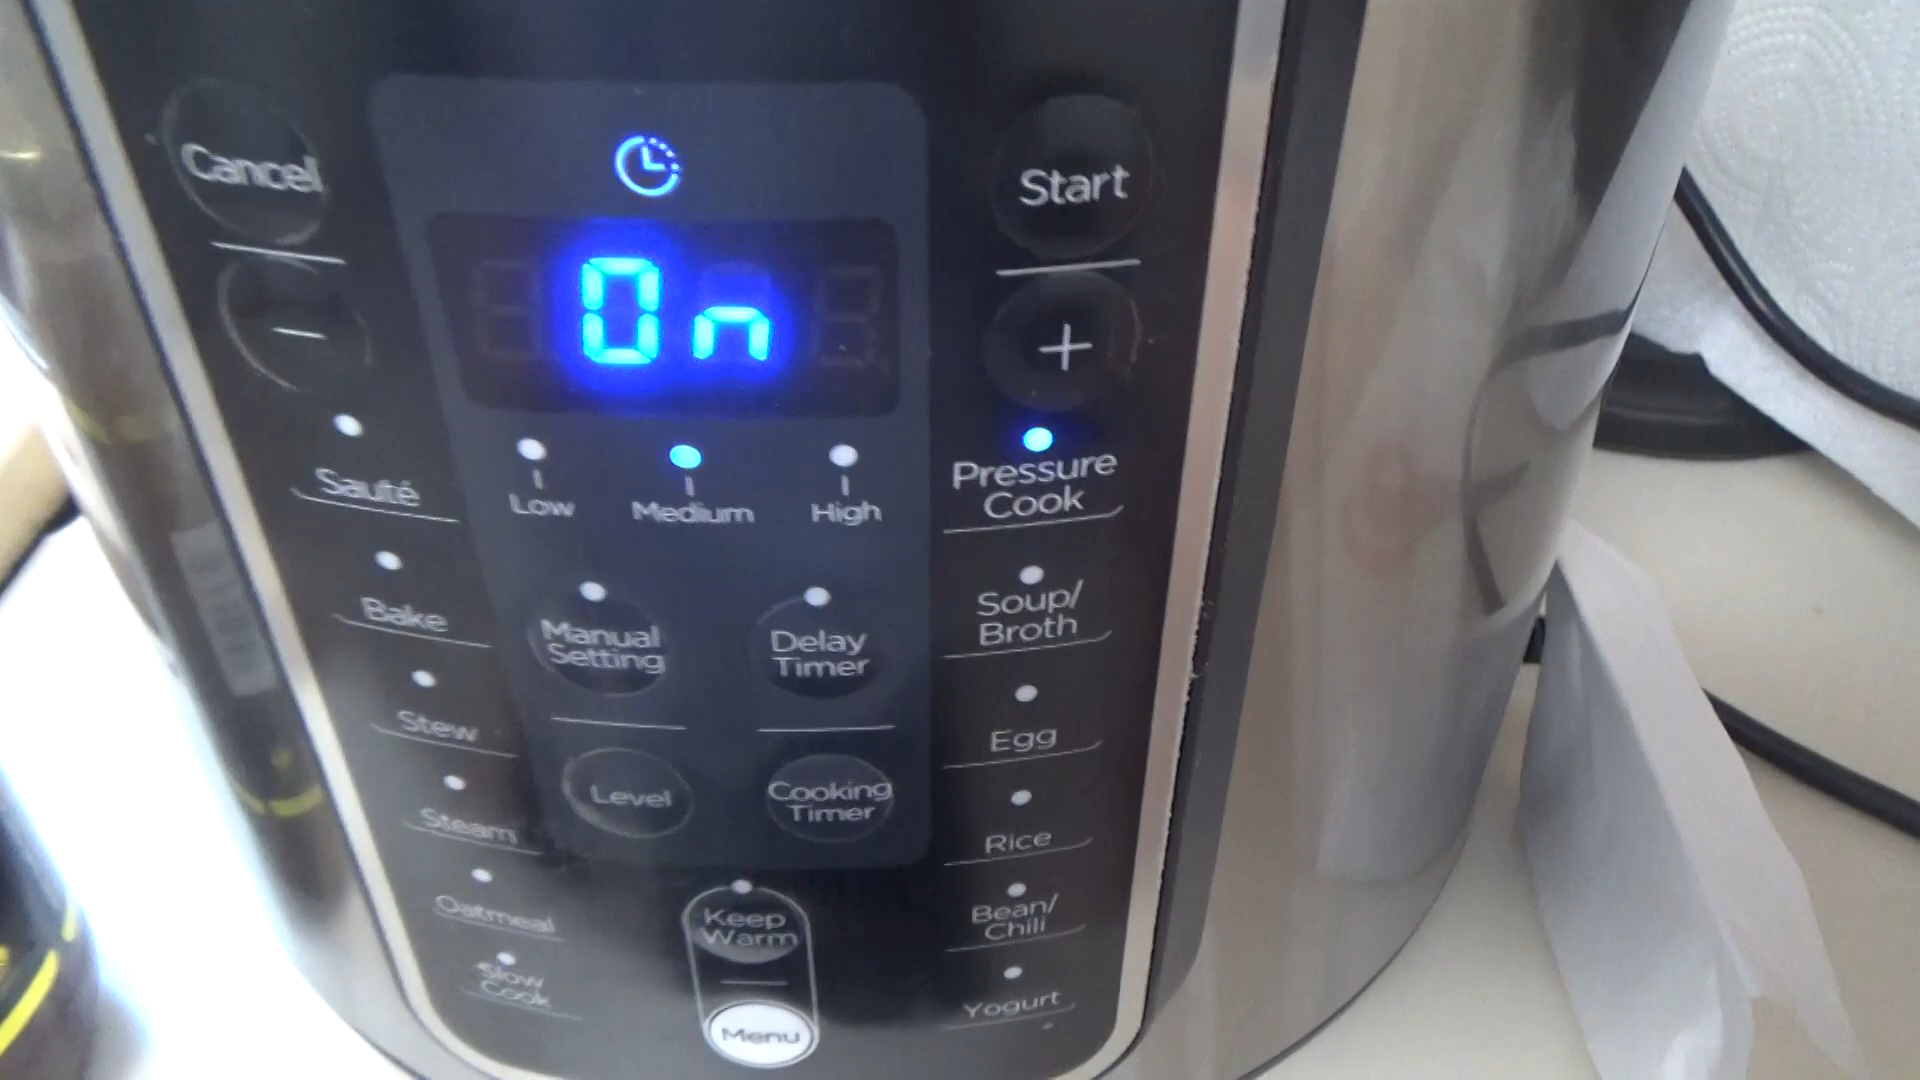 Cancel
Start
0n
-
+
Sauté
Low
Medium
High
Pressure
Cook
Bake
Manual
Setting
Delay
Timer
Soup/
Broth
Stew
Egg
Level
Cooking
Timer
Steam
Rice
Oatmeal
Keep
Warm
Bean/
Chili
Slow
Cook
Yogurt
Menu